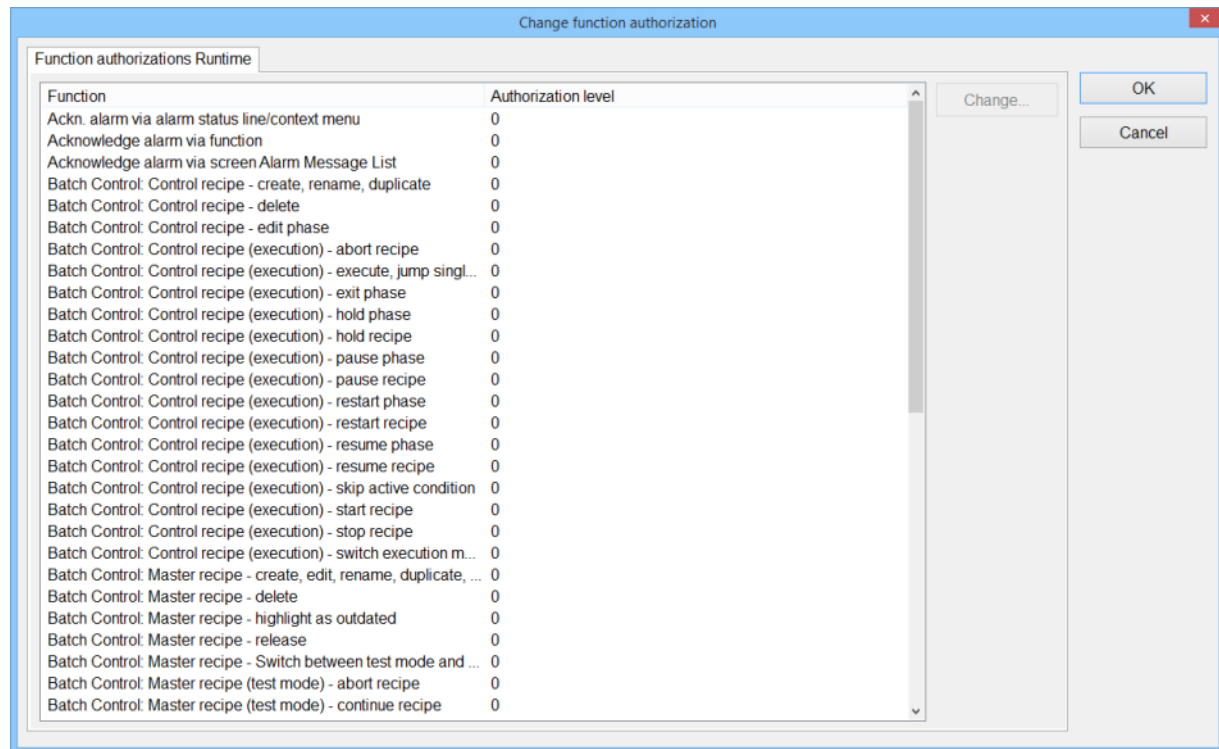 Change function authorization
Function authorizations Runtime
Function Authorization level
Ackn. alarm via alarm status line/context menu 0
Acknowledge alarm via function 0
Acknowledge alarm via screen Alarm Message List 0
Batch Control: Control recipe - create, rename, duplicate 0
Batch Control: Control recipe - delete 0
Batch Control: Control recipe - edit phase 0
Batch Control: Control recipe (execution) - abort recipe 0
Batch Control: Control recipe (execution) - execute, jump singl... 0
Batch Control: Control recipe (execution) - exit phase 0
Batch Control: Control recipe (execution) - hold phase 0
Batch Control: Control recipe (execution) - hold recipe 0
Batch Control: Control recipe (execution) - pause phase 0
Batch Control: Control recipe (execution) - pause recipe 0
Batch Control: Control recipe (execution) - restart phase 0
Batch Control: Control recipe (execution) - restart recipe 0
Batch Control: Control recipe (execution) - resume phase 0
Batch Control: Control recipe (execution) - resume recipe 0
Batch Control: Control recipe (execution) - skip active condition 0
Batch Control: Control recipe (execution) - start recipe 0
Batch Control: Control recipe (execution) - stop recipe 0
Batch Control: Control recipe (execution) - switch execution m... 0
Batch Control: Master recipe - create, edit, rename, duplicate, ... 0
Batch Control: Master recipe - delete 0
Batch Control: Master recipe - highlight as outdated 0
Batch Control: Master recipe - release 0
Batch Control: Master recipe - Switch between test mode and ... 0
Batch Control: Master recipe (test mode) - abort recipe 0
Batch Control: Master recipe (test mode) - continue recipe 0
Change...
OK
Cancel